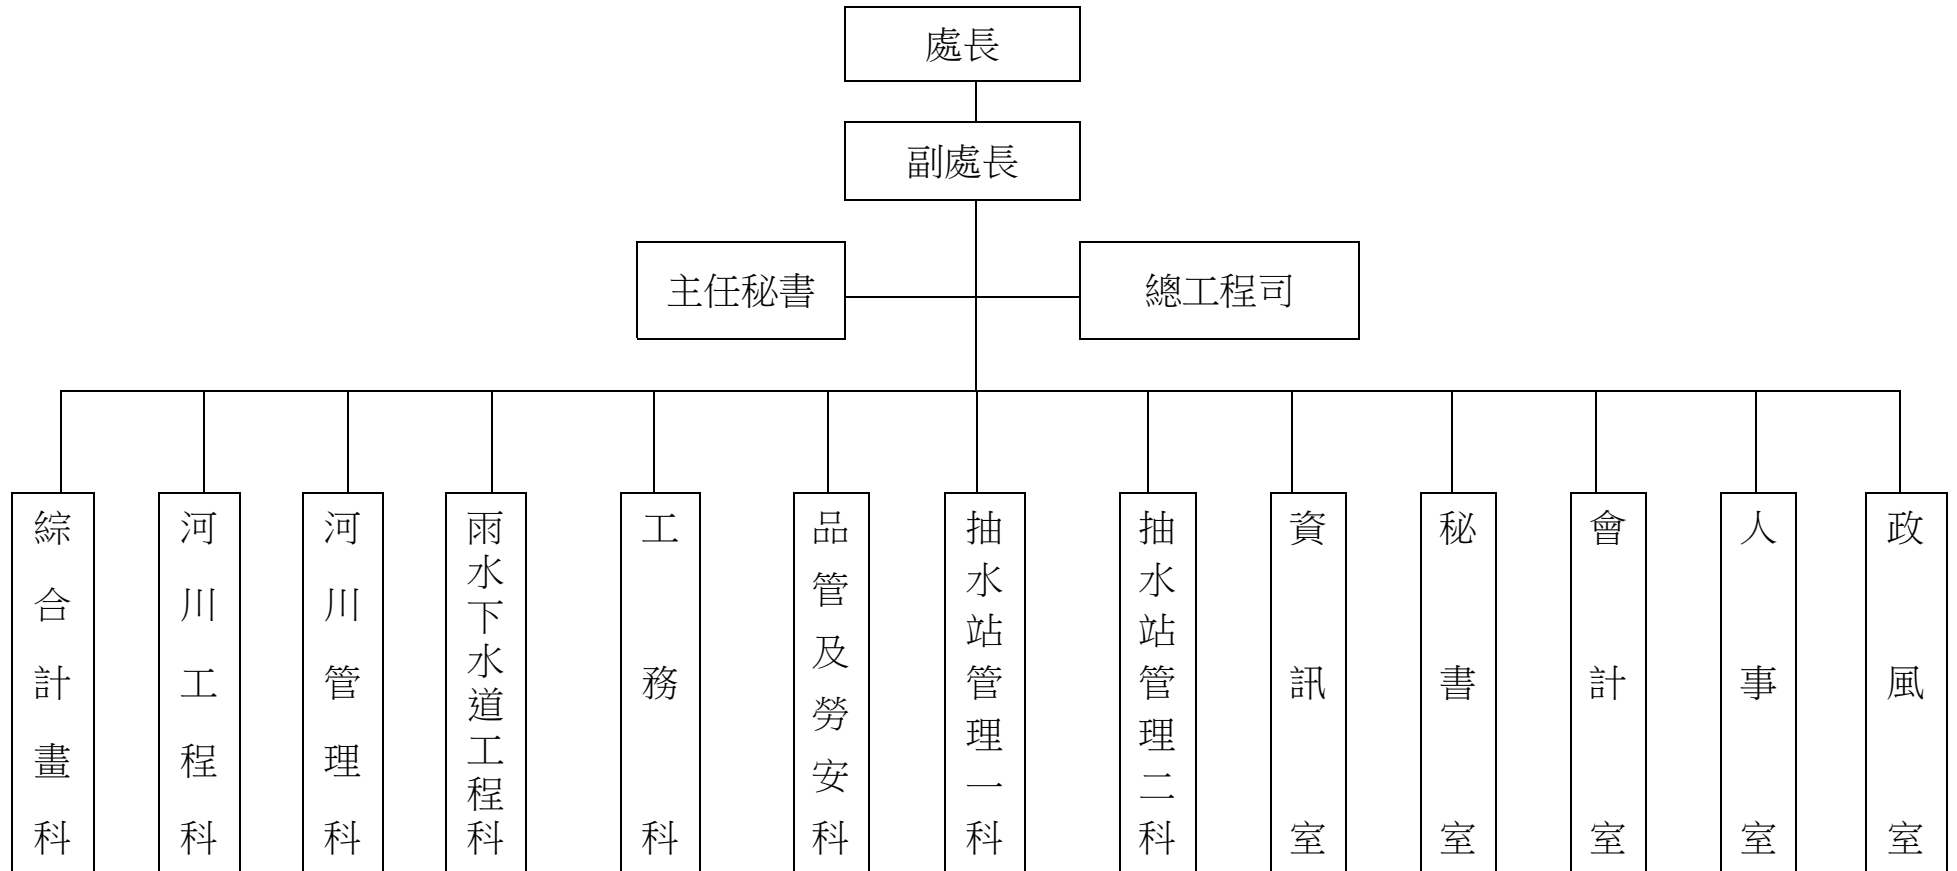 處長
副處長
主任秘書
總工程司
綜合計畫科
河川工程科
河川管理科
雨水下水道工程科
工務科
品管及勞安科
抽水站管理一科
抽水站管理二科
資訊室
秘書室
會計室
人事室
政風室